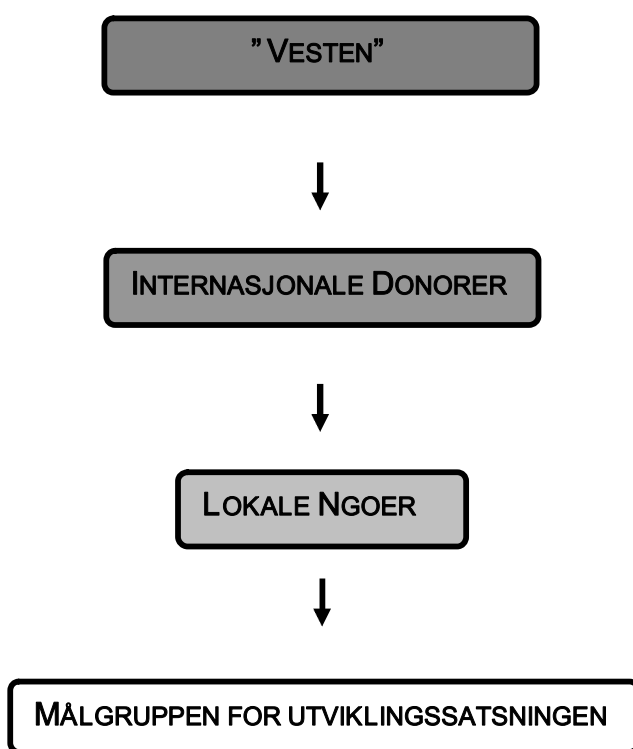 ” VESTEN”
INTERNASJONALE DONORER
LOKALE NGOER
MÅLGRUPPEN FOR UTVIKLINGSSATSNINGEN